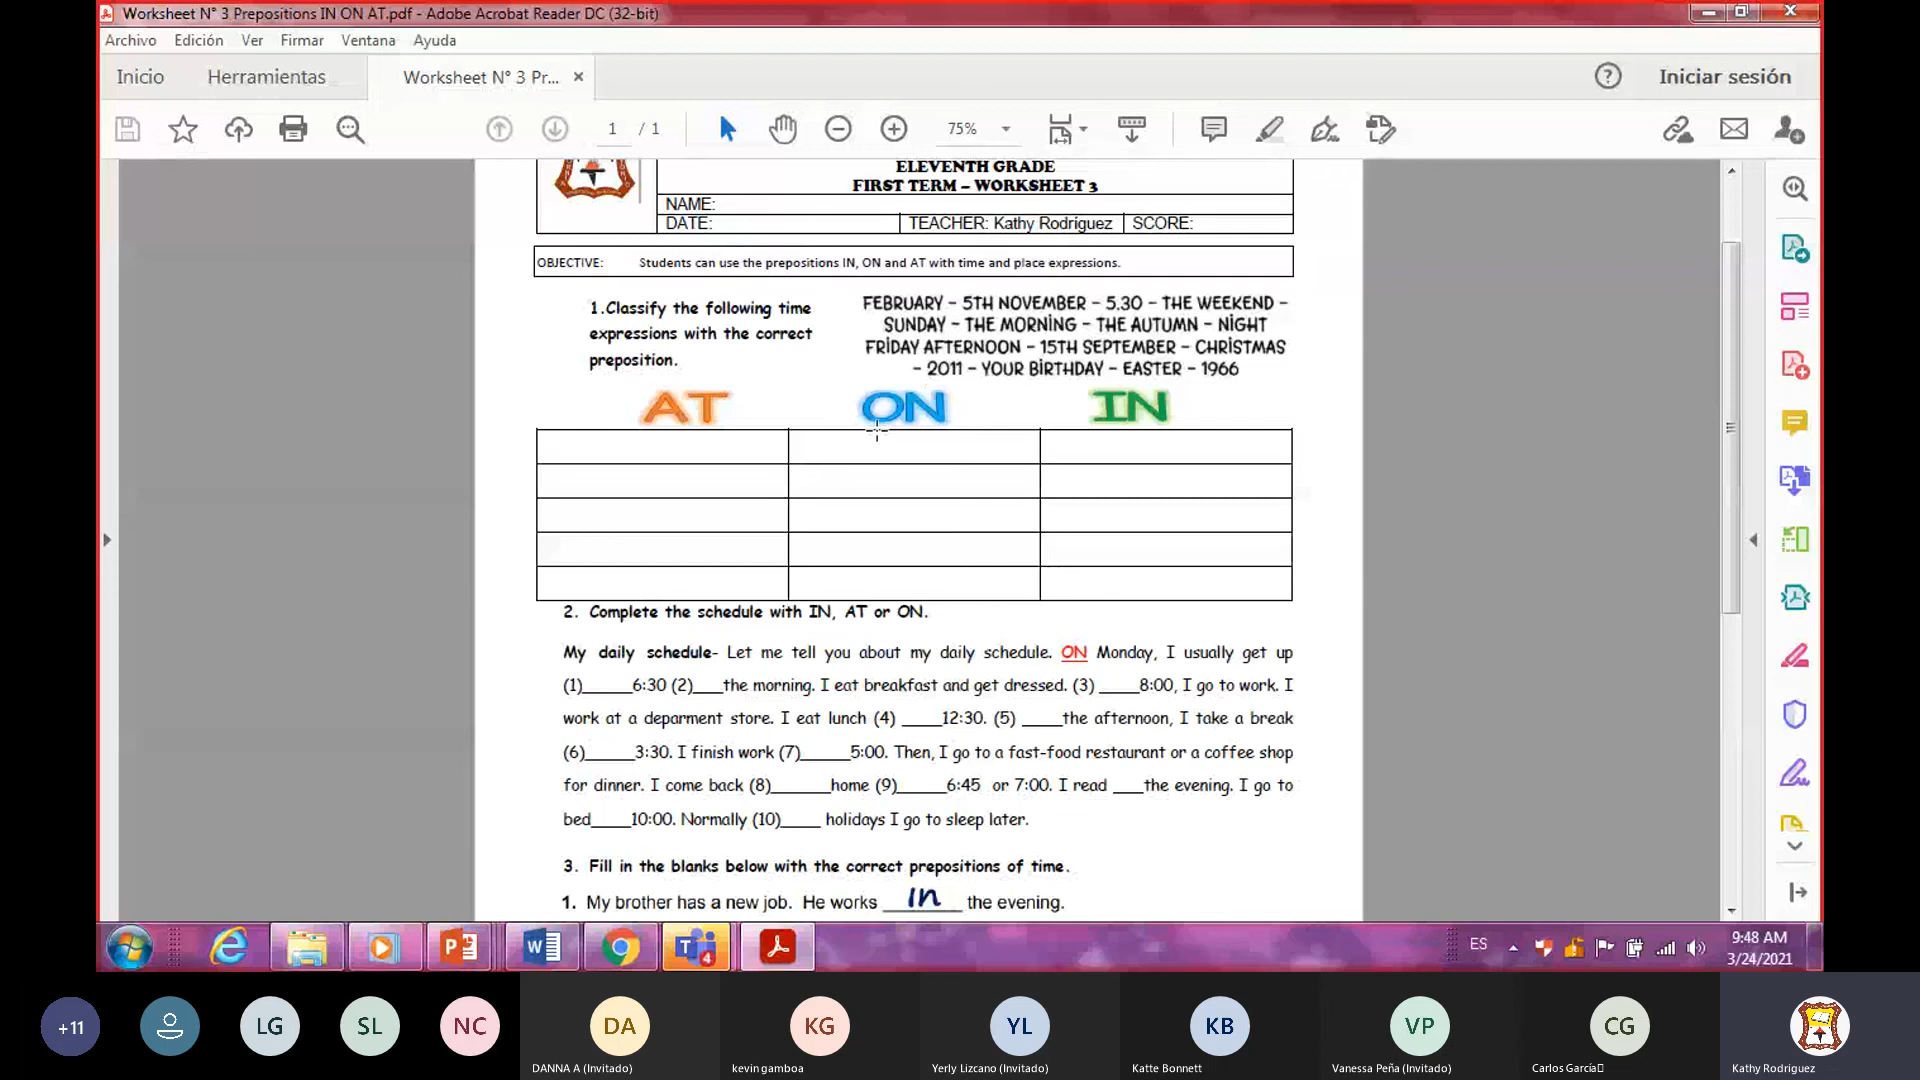 Worksheet N° 3 Prepositions IN ON AT.pdf - Adobe Acrobat Reader DC (32-bit)
Archivo Edición Ver Firmar Ventana Ayuda
Inicio Herramientas Worksheet N° 3 Pr... × ? Iniciar sesión
1 / 1 75%
ELEVENTH GRADE
FIRST TERM – WORKSHEET 3
NAME:
DATE: TEACHER: Kathy Rodriguez SCORE:
OBJECTIVE: Students can use the prepositions IN, ON and AT with time and place expressions.
1.Classify the following time
expressions with the correct
preposition.
FEBRUARY – 5TH NOVEMBER – 5.30 – THE WEEKEND –
SUNDAY – THE MORNING – THE AUTUMN – NIGHT
FRIDAY AFTERNOON – 15TH SEPTEMBER – CHRISTMAS
– 2011 – YOUR BIRTHDAY – EASTER – 1966
AT ON IN
2. Complete the schedule with IN, AT or ON.
My daily schedule- Let me tell you about my daily schedule. ON Monday, I usually get up
(1)_____6:30 (2)___the morning. I eat breakfast and get dressed. (3) ____8:00, I go to work. I
work at a deparment store. I eat lunch (4) ____12:30. (5) ____the afternoon, I take a break
(6)_____3:30. I finish work (7)_____5:00. Then, I go to a fast-food restaurant or a coffee shop
for dinner. I come back (8)______home (9)_____6:45 or 7:00. I read ___the evening. I go to
bed____10:00. Normally (10)____ holidays I go to sleep later.
3. Fill in the blanks below with the correct prepositions of time.
1. My brother has a new job. He works in the evening.
4
ES
9:48 AM
3/24/2021
+11 LG SL NC DA KG YL KB VP CG
DANNA A (Invitado) kevin gamboa Yerly Lizcano (Invitado) Katte Bonnett Vanessa Peña (Invitado) Carlos García Kathy Rodriguez